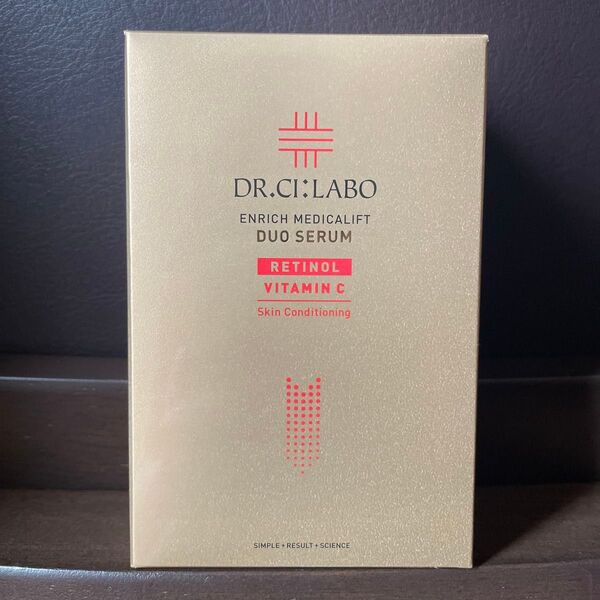 DR.CI:LABO
ENRICH MEDICALIFT
DUO SERUM
RETINOL
VITAMIN C
Skin Conditioning
SIMPLE + RESULT + SCIENCE